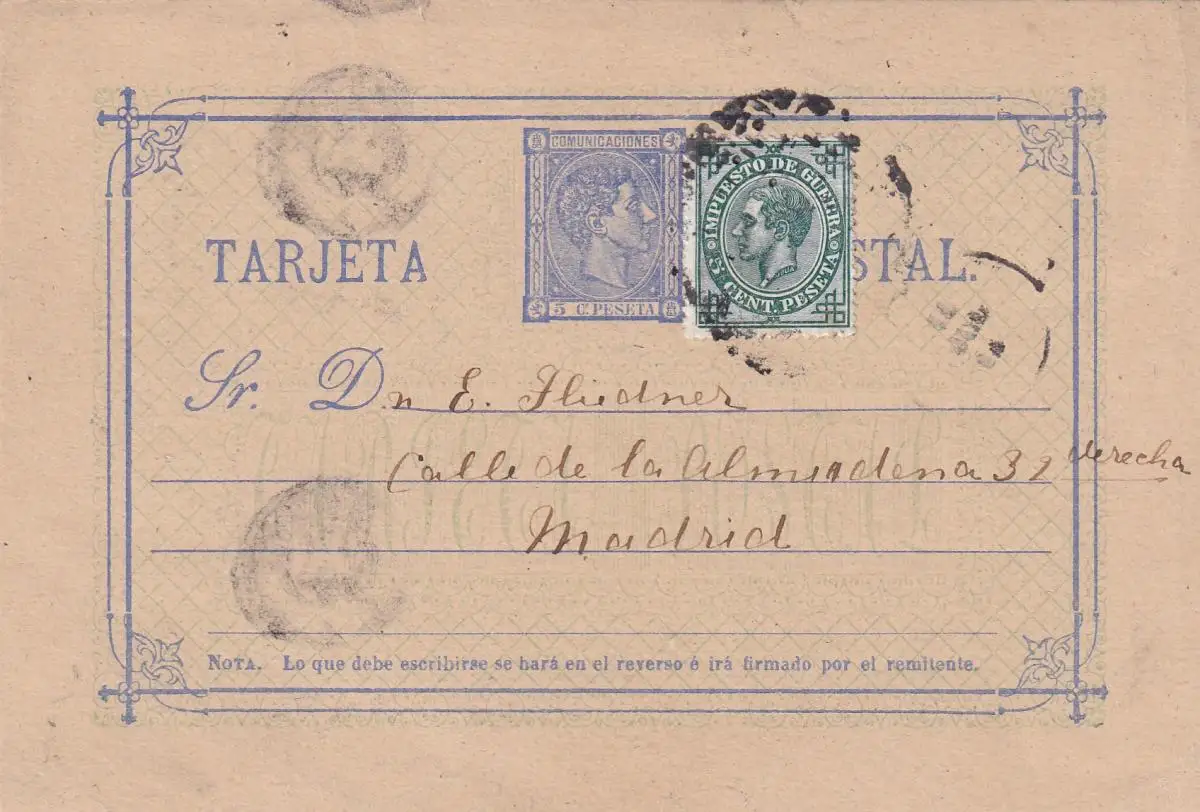 COMUNICACIONES
5 C. PESETA
IMPUESTO DE GUERRA
5 CENT. PESETA
TARJETA STAL.
Sr. D.n E. Fliedner
Calle de la Almudena 32 derecha
Madrid
NOTA. Lo que debe escribirse se hará en el reverso é irá firmado por el remitente.